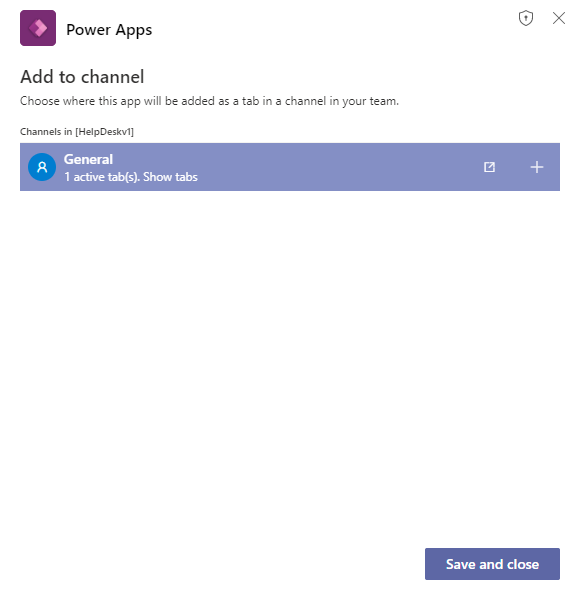 Power Apps
Add to channel
Choose where this app will be added as a tab in a channel in your team.
Channels in [HelpDeskv1]
General
1 active tab(s). Show tabs
Save and close